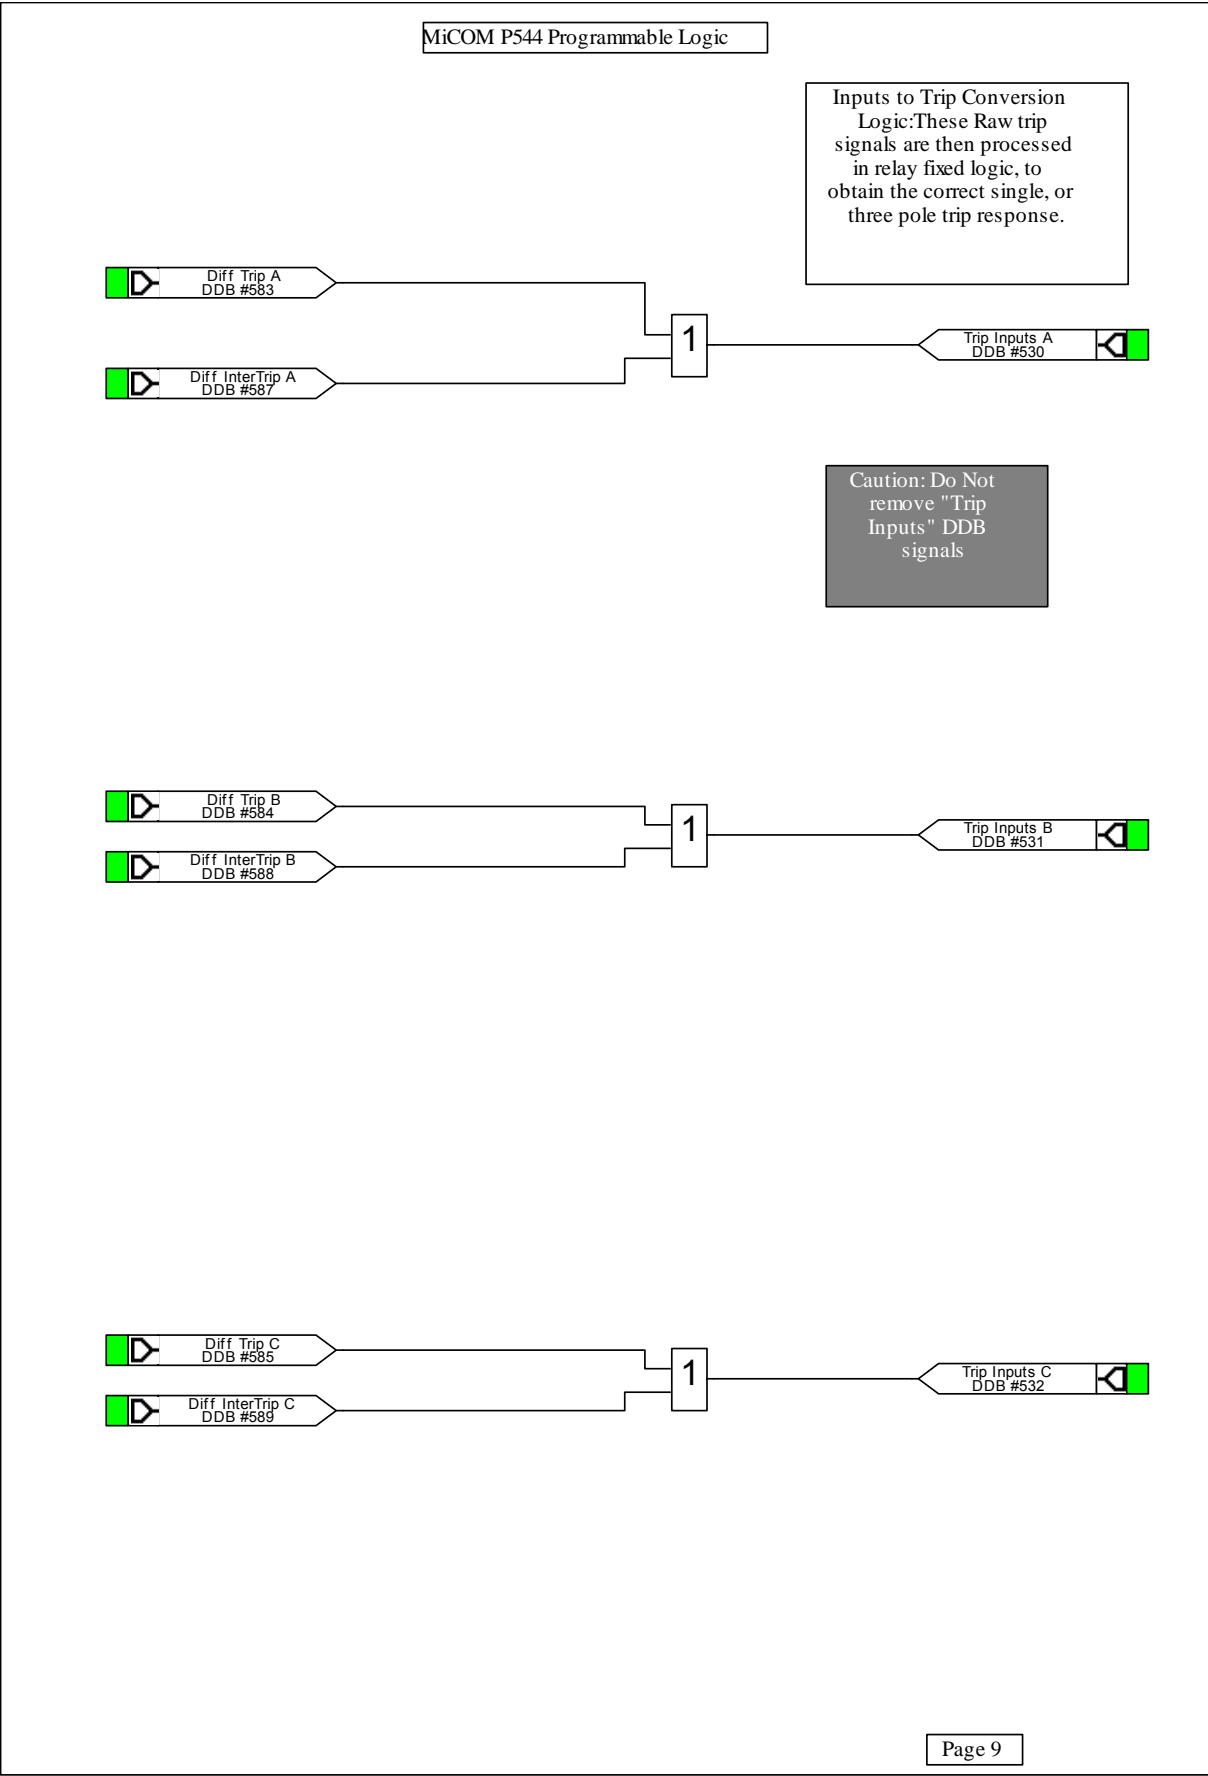 MiCOM P544 Programmable Logic
Inputs to Trip Conversion
Logic:These Raw trip
signals are then processed
in relay fixed logic, to
obtain the correct single, or
three pole trip response.
Diff Trip A
DDB #583
1
Trip Inputs A
DDB #530
Diff InterTrip A
DDB #587
Caution: Do Not
remove "Trip
Inputs" DDB
signals
Diff Trip B
DDB #584
1
Trip Inputs B
DDB #531
Diff InterTrip B
DDB #588
Diff Trip C
DDB #585
1
Trip Inputs C
DDB #532
Diff InterTrip C
DDB #589
Page 9